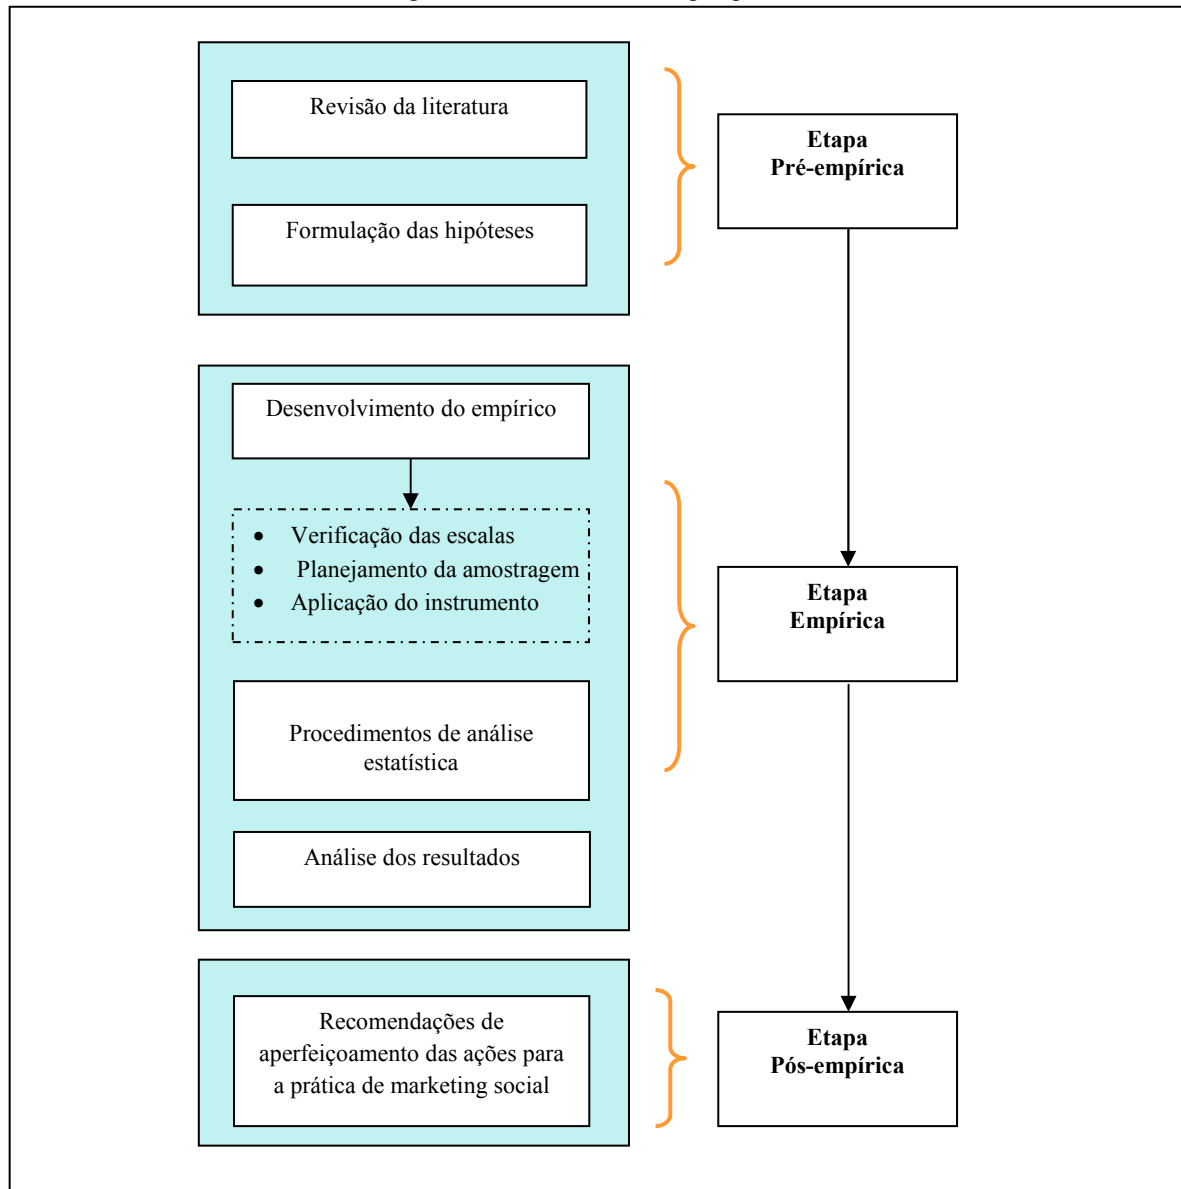 Revisão da literatura
Formulação das hipóteses
Etapa
Pré-empírica
Desenvolvimento do empírico
• Verificação das escalas
• Planejamento da amostragem
• Aplicação do instrumento
Procedimentos de análise
estatística
Análise dos resultados
Etapa
Empírica
Recomendações de
aperfeiçoamento das ações para
a prática de marketing social
Etapa
Pós-empírica